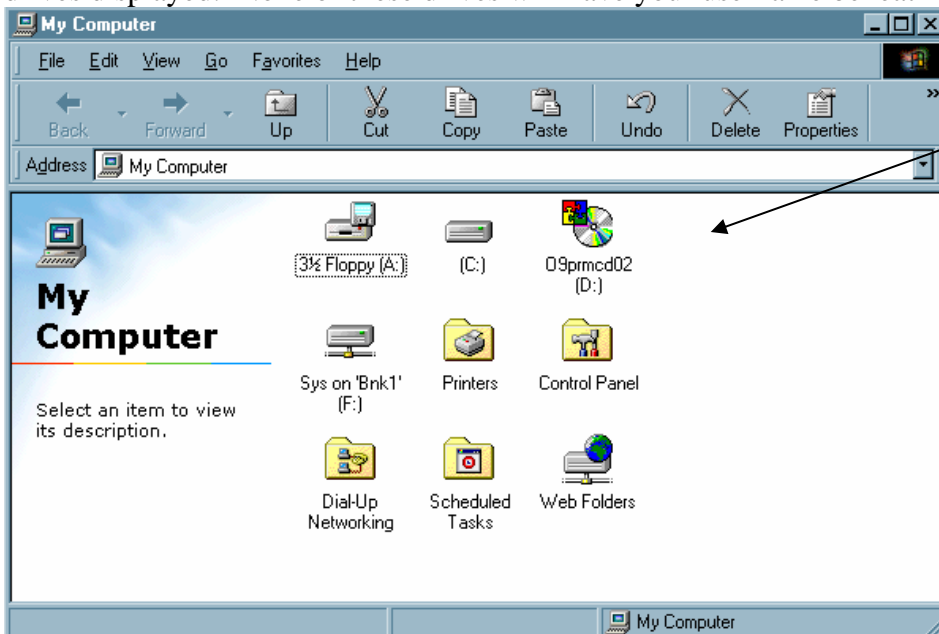 My Computer
File Edit View Go Favorites Help
Back Forward Up Cut Copy Paste Undo Delete Properties »
Address My Computer
3½ Floppy (A:) (C:) 09prmcd02 (D:)
My Computer
Sys on 'Bnk1' (F:) Printers Control Panel
Select an item to view
its description.
Dial-Up Networking Scheduled Tasks Web Folders
My Computer